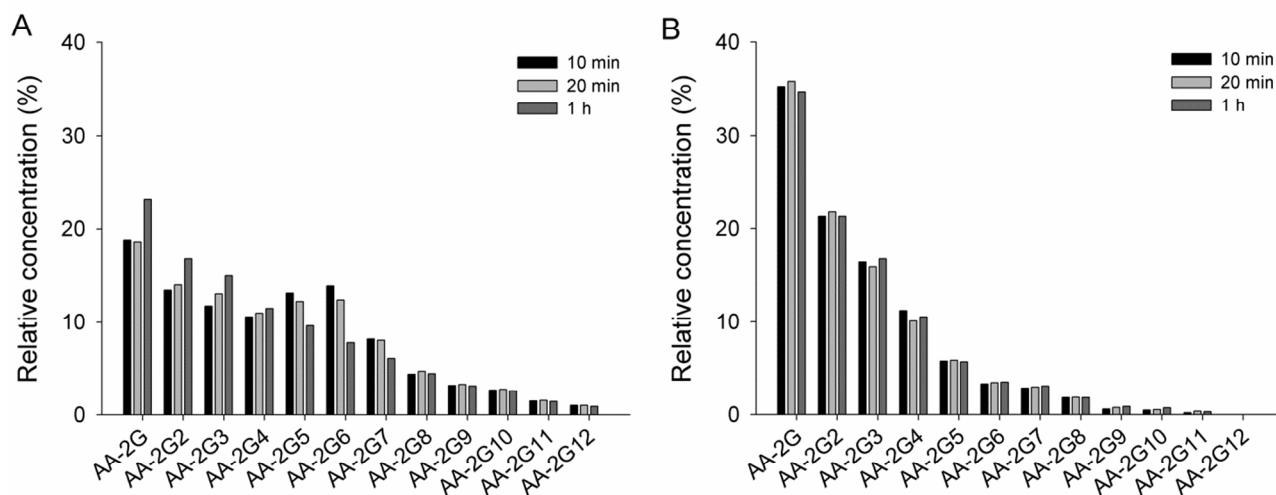 A
Relative concentration (%)
40
30
20
10
0
10 min
20 min
1 h
AA-2G
AA-2G2
AA-2G3
AA-2G4
AA-2G5
AA-2G6
AA-2G7
AA-2G8
AA-2G9
AA-2G10
AA-2G11
AA-2G12
B
Relative concentration (%)
40
30
20
10
0
10 min
20 min
1 h
AA-2G
AA-2G2
AA-2G3
AA-2G4
AA-2G5
AA-2G6
AA-2G7
AA-2G8
AA-2G9
AA-2G10
AA-2G11
AA-2G12